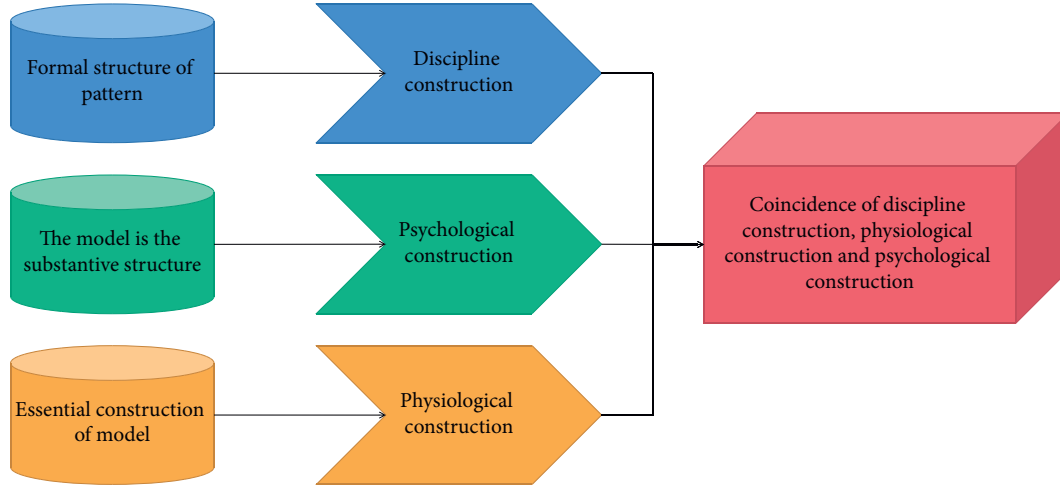 Formal structure of
pattern
Discipline
construction
The model is the
substantive structure
Psychological
construction
Essential construction
of model
Physiological
construction
Coincidence of discipline
construction, physiological
construction and psychological
construction